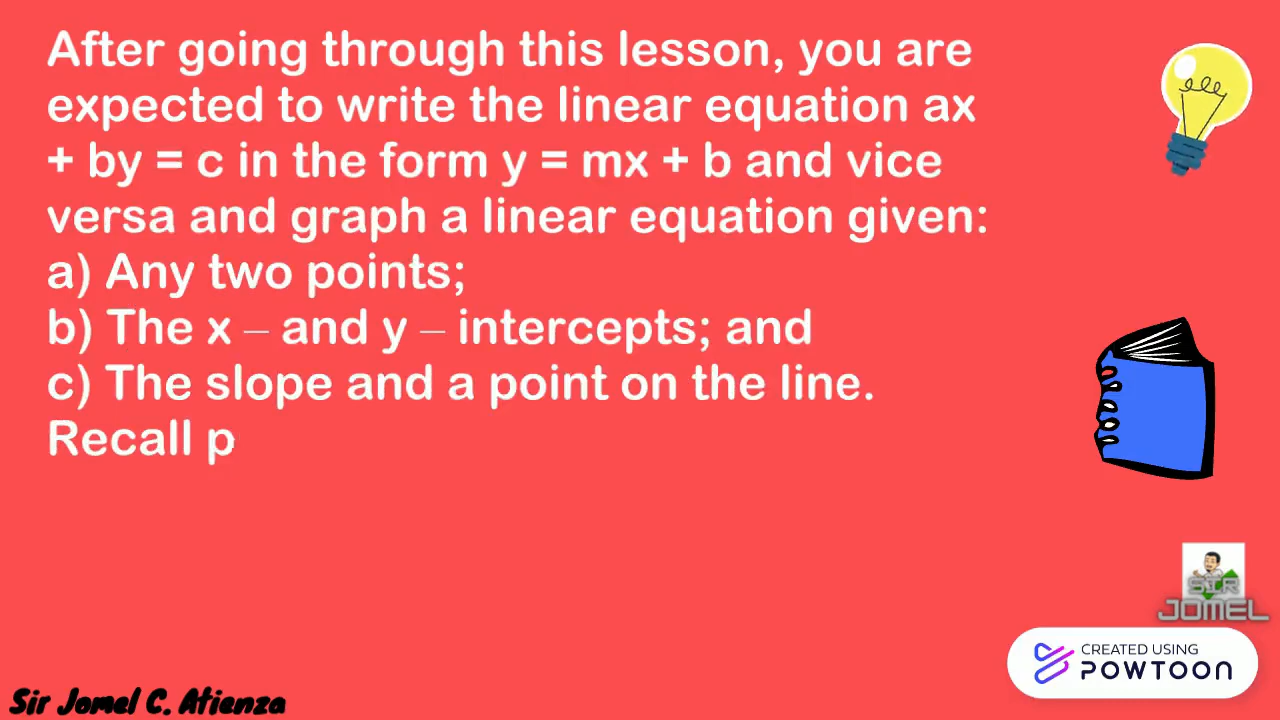 After going through this lesson, you are
expected to write the linear equation ax
+ by = c in the form y = mx + b and vice
versa and graph a linear equation given:
a) Any two points;
b) The x – and y – intercepts; and
c) The slope and a point on the line.
Recall p
SIR
JOMEL
CREATED USING
POWTOON
Sir Jomel C. Atienza